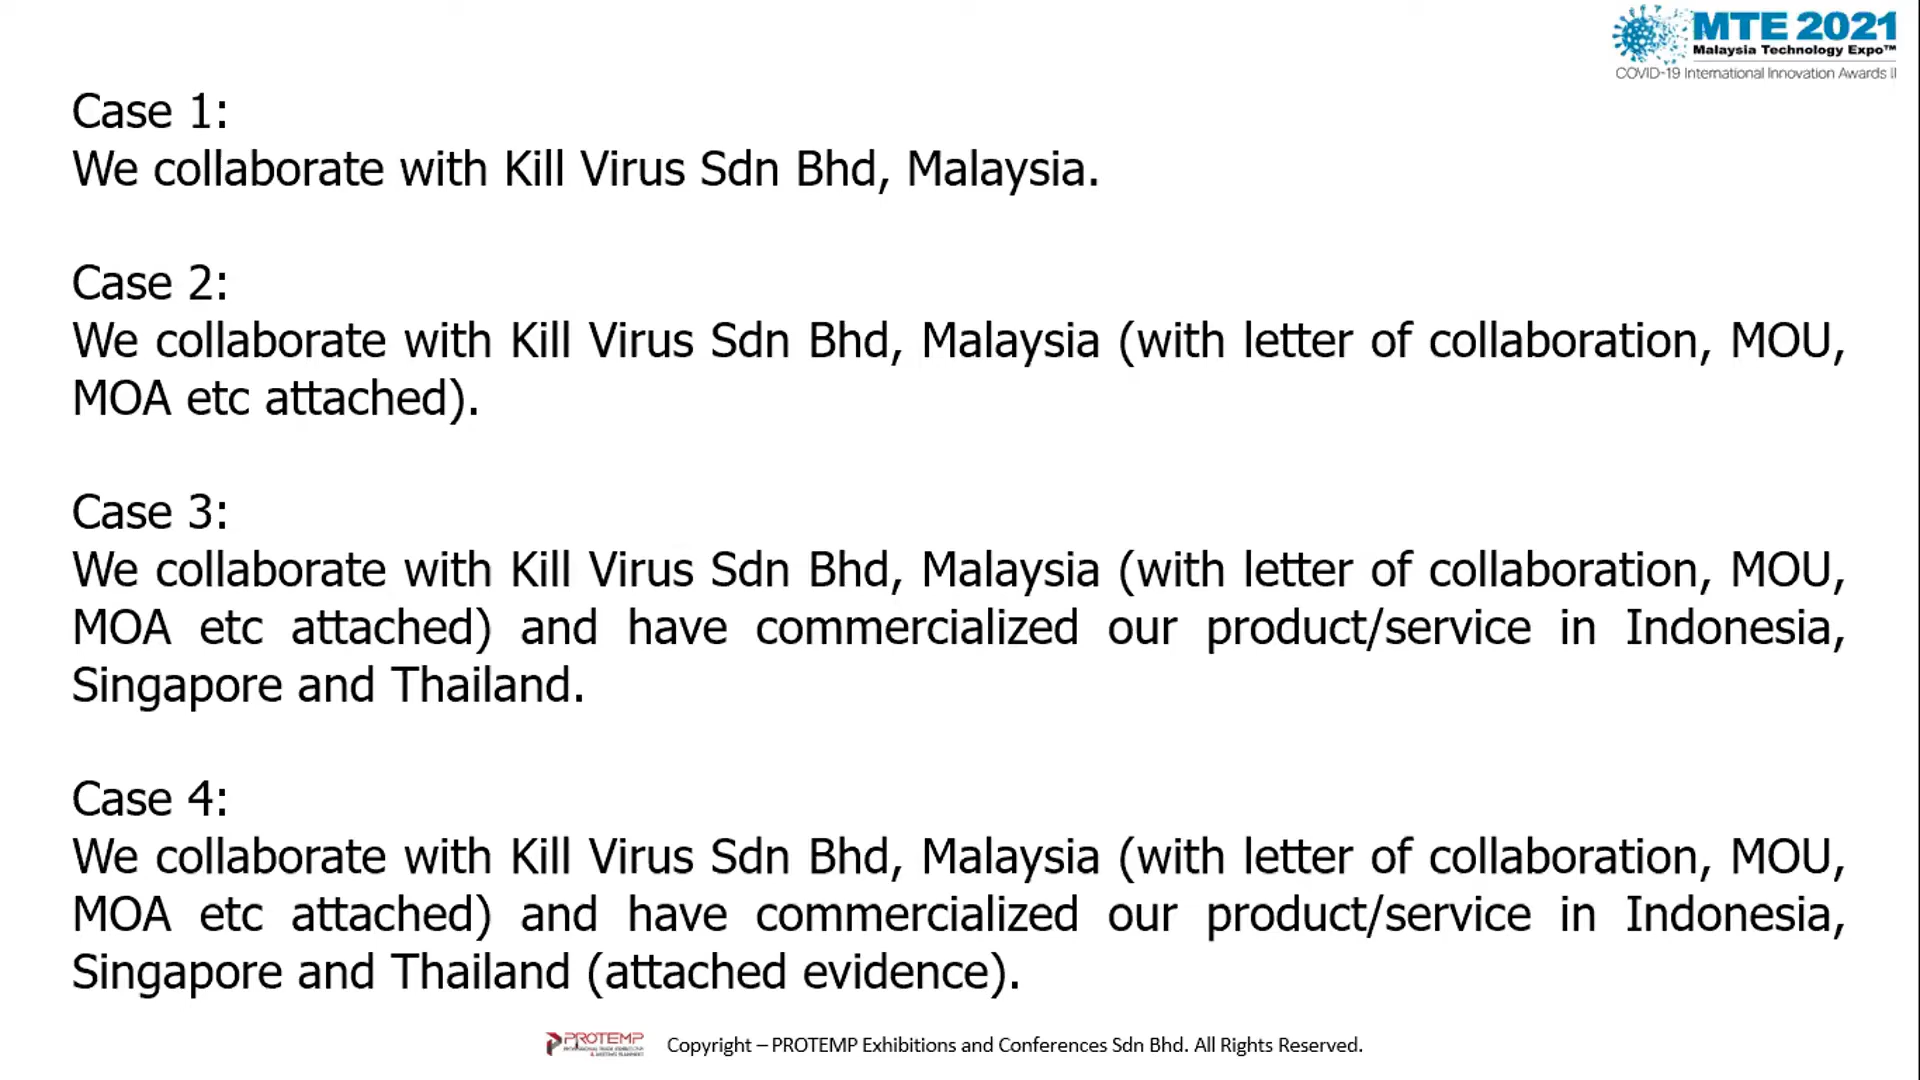 MTE 2021
Malaysia Technology Expo™
COVID-19 International Innovation Awards II
Case 1:
We collaborate with Kill Virus Sdn Bhd, Malaysia.
Case 2:
We collaborate with Kill Virus Sdn Bhd, Malaysia (with letter of collaboration, MOU,
MOA etc attached).
Case 3:
We collaborate with Kill Virus Sdn Bhd, Malaysia (with letter of collaboration, MOU,
MOA etc attached) and have commercialized our product/service in Indonesia,
Singapore and Thailand.
Case 4:
We collaborate with Kill Virus Sdn Bhd, Malaysia (with letter of collaboration, MOU,
MOA etc attached) and have commercialized our product/service in Indonesia,
Singapore and Thailand (attached evidence).
PROTEMP
Copyright – PROTEMP Exhibitions and Conferences Sdn Bhd. All Rights Reserved.